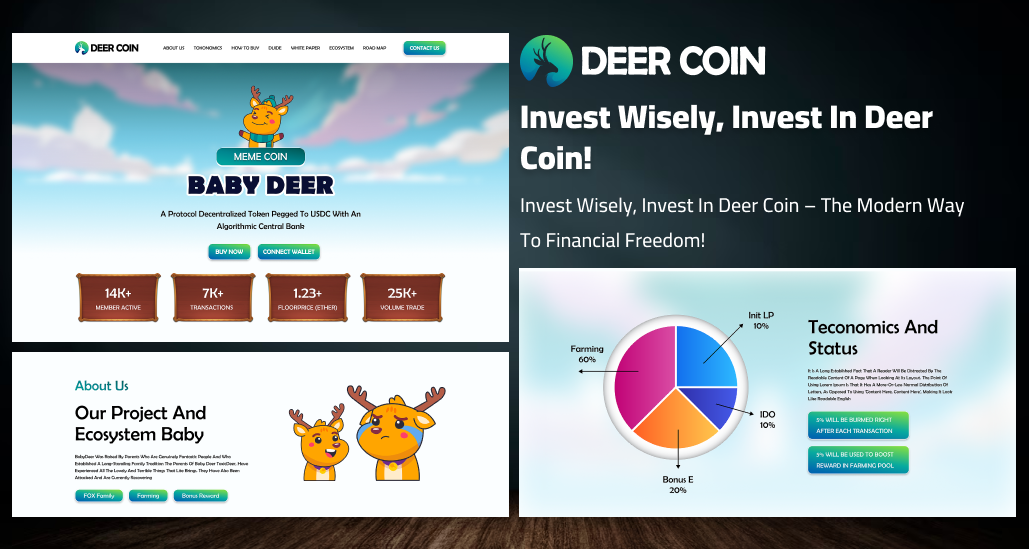 DEER COIN
ABOUT US TOKONOMICS HOW TO BUY GUIDE WHITE PAPER ECOSYSTEM ROAD MAP CONTACT US
MEME COIN
BABY DEER
A Protocol Decentralized Token Pegged To USDC With An
Algorithmic Central Bank
BUY NOW CONNECT WALLET
14K+
MEMBER ACTIVE
7K+
TRANSACTIONS
1.23+
FLOORPRICE (ETHER)
25K+
VOLUME TRADE
About Us
Our Project And
Ecosystem Baby
BabyDeer Was Raised By Parents Who Are Genuinely Fantastic People And Who
Established A Long-Standing Family Tradition The Parents Of Baby Deer TonicDeer. Have
Experienced All The Lovely And Terrible Things That Life Brings. They Have Also Been
Attacked And Are Currently Recovering
FOX Family Farming Bonus Reward
DEER COIN
Invest Wisely, Invest In Deer
Coin!
Invest Wisely, Invest In Deer Coin – The Modern Way
To Financial Freedom!
Init LP
10%
Farming
60%
IDO
10%
Bonus E
20%
Teconomics And
Status
It Is A Long Established Fact That A Reader Will Be Distracted By The
Readable Content Of A Page When Looking At Its Layout. The Point Of
Using Lorem Ipsum Is That It Has A More-Or-Less Normal Distribution Of
Letters, As Opposed To Using 'Content Here, Content Here', Making It Look
Like Readable English
5% WILL BE BURNED RIGHT
AFTER EACH TRANSACTION
5% WILL BE USED TO BOOST
REWARD IN FARMING POOL